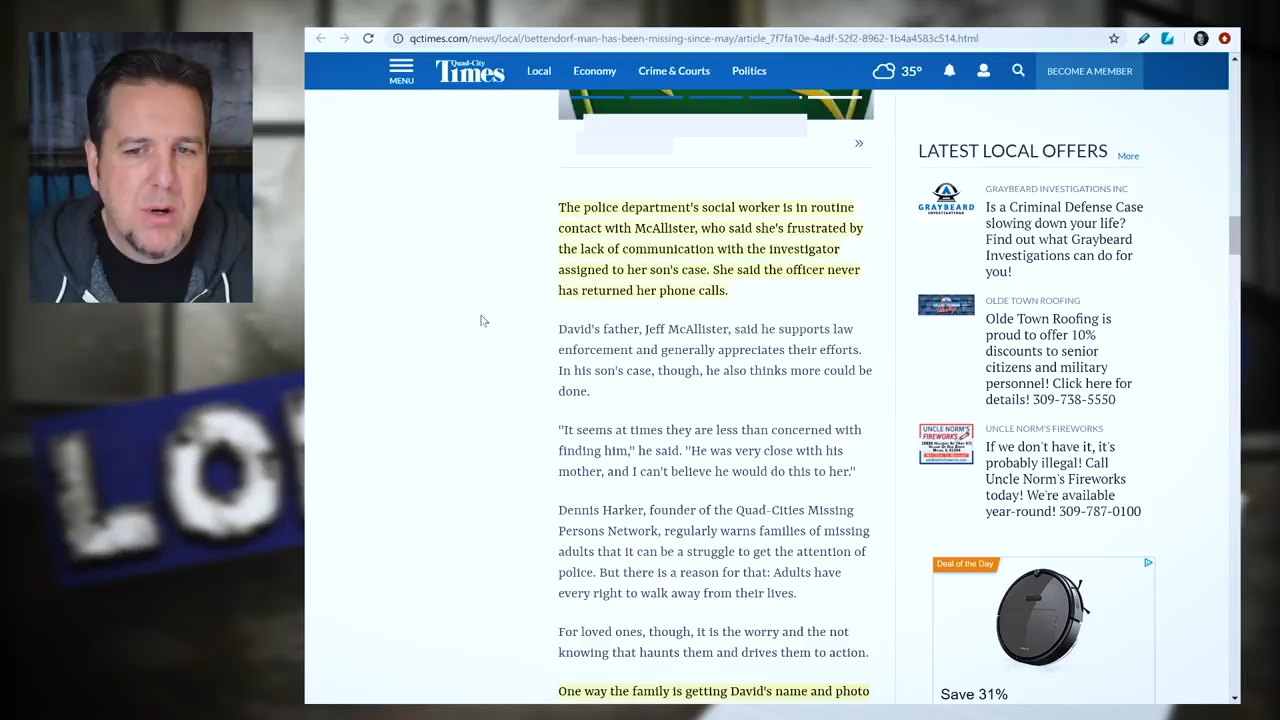 qctimes.com/news/local/bettendorf-man-has-been-missing-since-may/article_7f7fa10e-4adf-52f2-8962-1b4a4583c514.html
MENU
Quad-City
Times
Local
Economy
Crime & Courts
Politics
35°
BECOME A MEMBER
The police department's social worker is in routine
contact with McAllister, who said she's frustrated by
the lack of communication with the investigator
assigned to her son's case. She said the officer never
has returned her phone calls.
David's father, Jeff McAllister, said he supports law
enforcement and generally appreciates their efforts.
In his son's case, though, he also thinks more could be
done.
"It seems at times they are less than concerned with
finding him," he said. "He was very close with his
mother, and I can't believe he would do this to her."
Dennis Harker, founder of the Quad-Cities Missing
Persons Network, regularly warns families of missing
adults that it can be a struggle to get the attention of
police. But there is a reason for that: Adults have
every right to walk away from their lives.
For loved ones, though, it is the worry and the not
knowing that haunts them and drives them to action.
One way the family is getting David's name and photo
LATEST LOCAL OFFERS
More
GRAYBEARD
INVESTIGATIONS
GRAYBEARD INVESTIGATIONS INC
Is a Criminal Defense Case
slowing down your life?
Find out what Graybeard
Investigations can do for
you!
OLDE TOWN ROOFING
Olde Town Roofing is
proud to offer 10%
discounts to senior
citizens and military
personnel! Click here for
details! 309-738-5550
UNCLE NORM'S
FIREWORKS
UNCLE NORM'S FIREWORKS
If we don't have it, it's
probably illegal! Call
Uncle Norm's Fireworks
today! We're available
year-round! 309-787-0100
Deal of the Day
Save 31%
LO